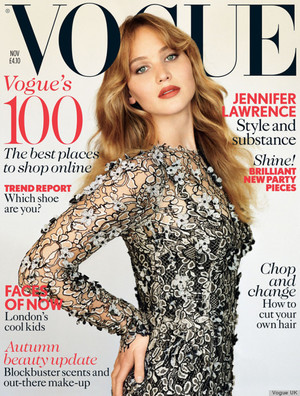 VOGUE
NOV
£4.10
Vogue's
100
The best places
to shop online
TREND REPORT
Which shoe
are you?
FACES
OF NOW
London's
cool kids
Autumn
beauty update
Blockbuster scents and
out-there make-up
JENNIFER
LAWRENCE
Style and
substance
Shine!
BRILLIANT
NEW PARTY
PIECES
Chop
and
change
How to
cut your
own hair
Vogue UK